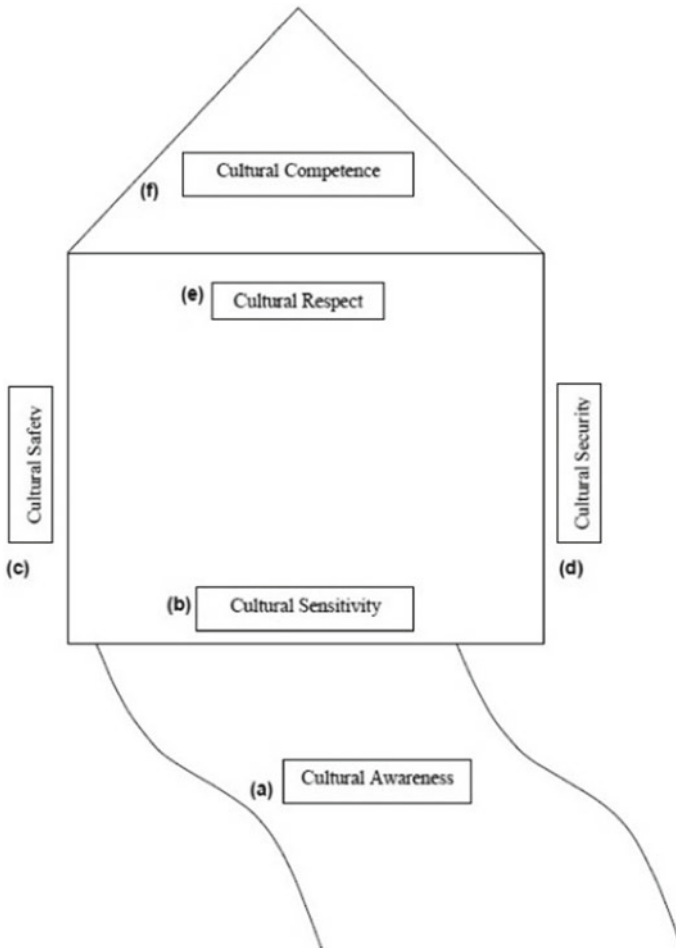 Cultural Competence
(f)
(e)
Cultural Respect
Cultural Safety
Cultural Security
(c)
(d)
(b)
Cultural Sensitivity
Cultural Awareness
(a)